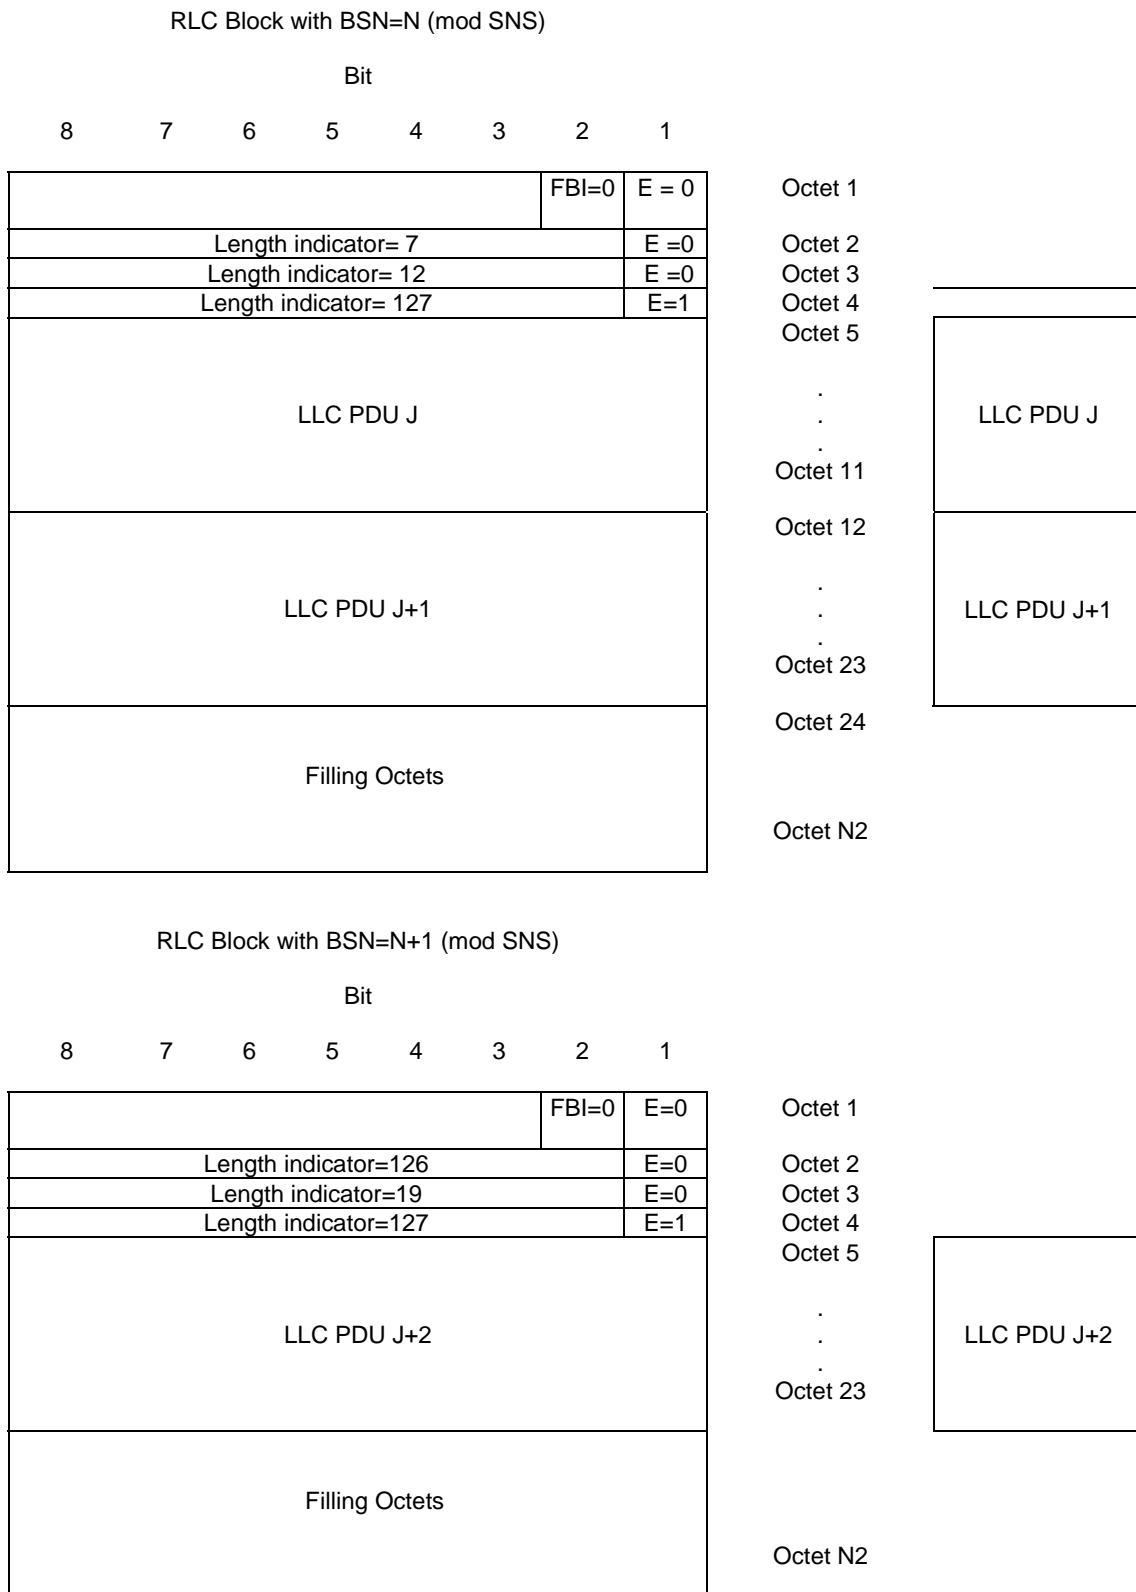 RLC Block with BSN=N (mod SNS)
Bit
8 7 6 5 4 3 2 1
FBI=0 E = 0 Octet 1
Length indicator= 7 E =0 Octet 2
Length indicator= 12 E =0 Octet 3
Length indicator= 127 E=1 Octet 4
Octet 5
.
LLC PDU J . LLC PDU J
.
Octet 11
Octet 12
.
LLC PDU J+1 . LLC PDU J+1
.
Octet 23
Octet 24
Filling Octets
Octet N2
RLC Block with BSN=N+1 (mod SNS)
Bit
8 7 6 5 4 3 2 1
FBI=0 E=0 Octet 1
Length indicator=126 E=0 Octet 2
Length indicator=19 E=0 Octet 3
Length indicator=127 E=1 Octet 4
Octet 5
.
LLC PDU J+2 . LLC PDU J+2
.
Octet 23
Filling Octets
Octet N2